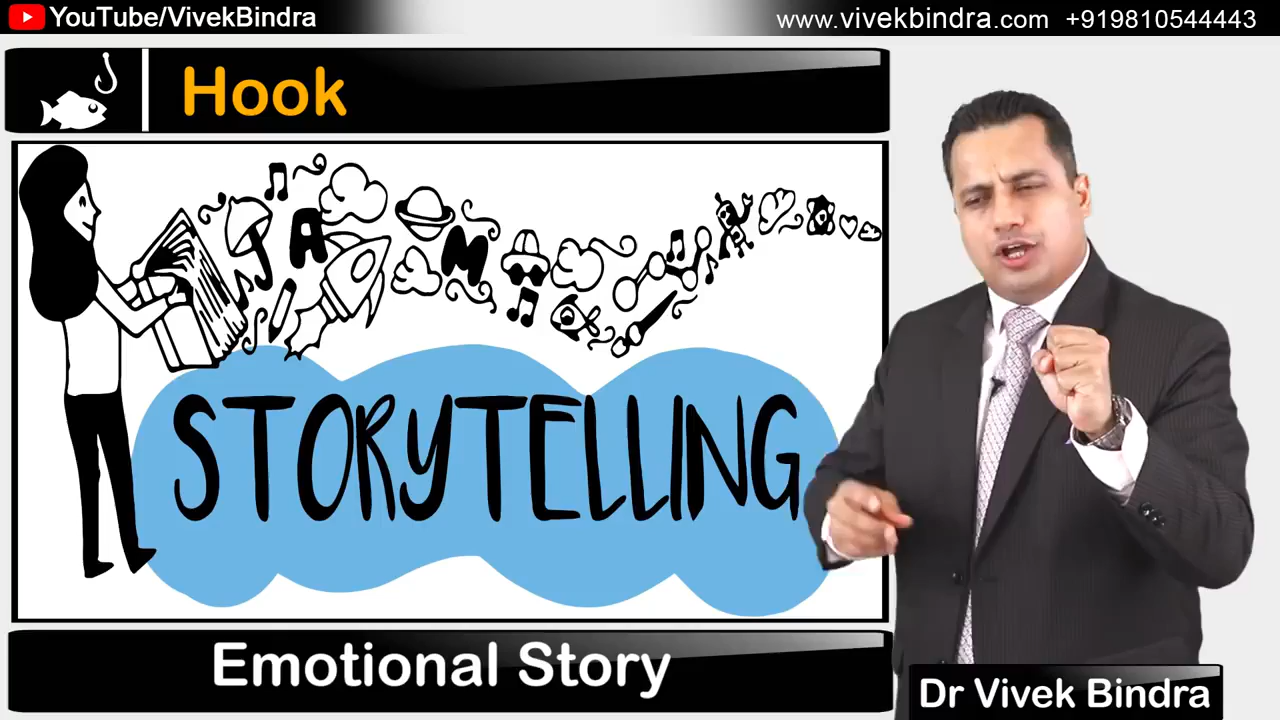 YouTube/VivekBindra
www.vivekbindra.com +919810544443
Hook
J A M
STORYTELLING
Emotional Story
Dr Vivek Bindra